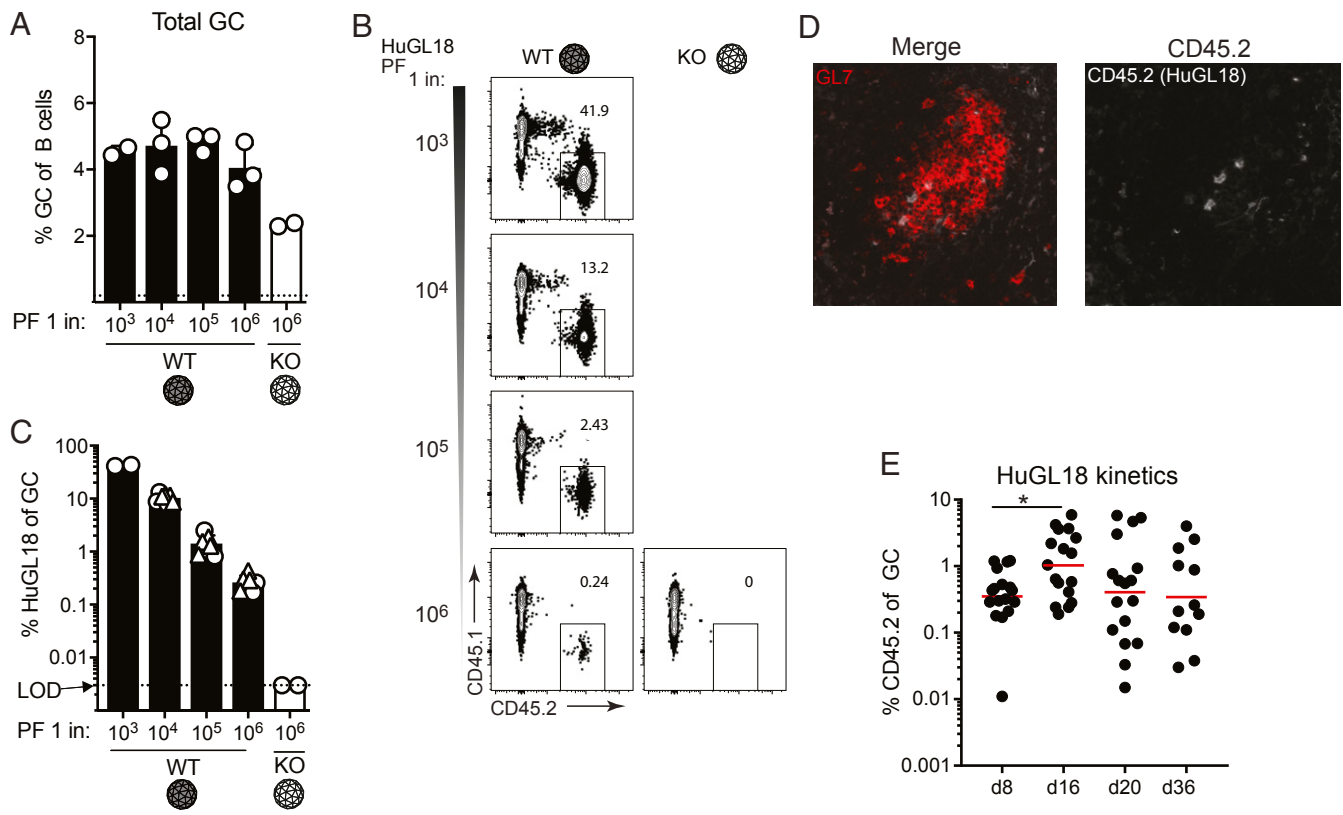 A
Total GC
% GC of B cells
8
6
4
2
PF 1 in: 10³ 10⁴ 10⁵ 10⁶ 10⁶
WT KO
B
HuGL18
PF
1 in:
WT KO
10³
41.9
10⁴
13.2
10⁵
2.43
10⁶
0.24
0
CD45.1
CD45.2
C
% HuGL18 of GC
100
10
1
0.1
0.01
LOD
PF 1 in: 10³ 10⁴ 10⁵ 10⁶ 10⁶
WT KO
D
Merge
CD45.2
GL7
CD45.2 (HuGL18)
E
HuGL18 kinetics
% CD45.2 of GC
10
1
0.1
0.01
0.001
*
d8 d16 d20 d36